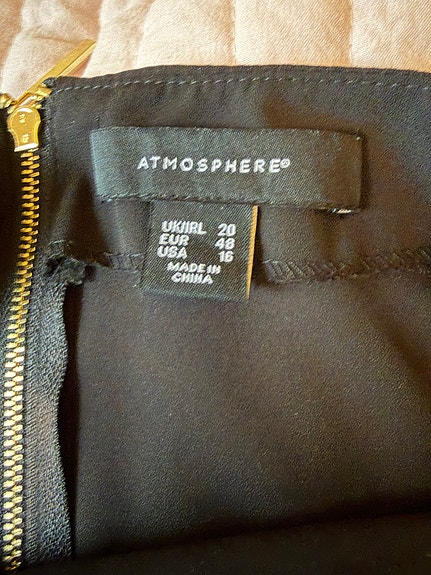 ATMOSPHERE®
UK/IRL 20
EUR 48
USA 16
MADE IN
CHINA